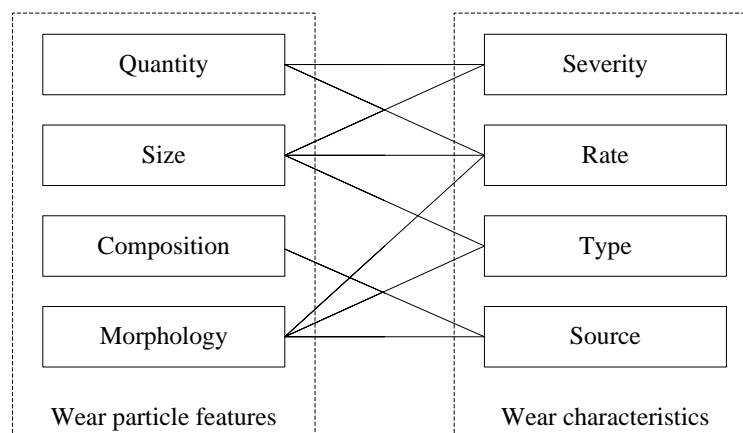 Quantity
Size
Composition
Morphology
Wear particle features
Severity
Rate
Type
Source
Wear characteristics